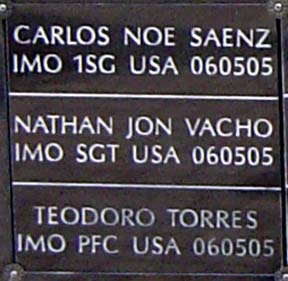 CARLOS NOE SAENZ
IMO 1SG USA 060505
NATHAN JON VACHO
IMO SGT USA 060505
TEODORO TORRES
IMO PFC USA 060505